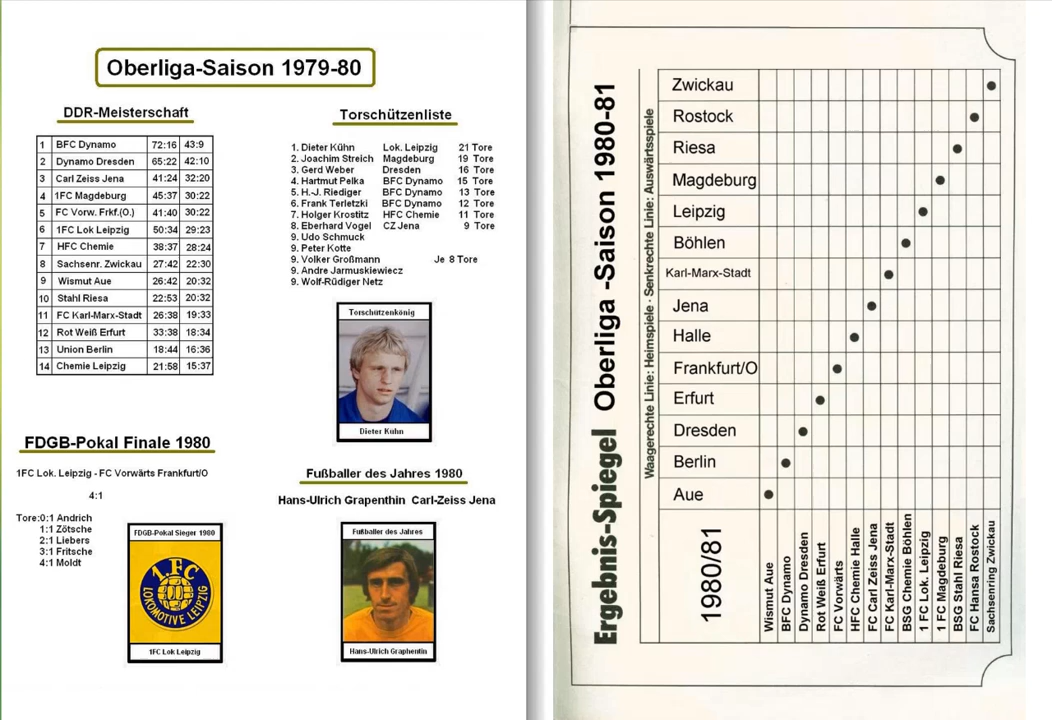 Oberliga-Saison 1979-80
DDR-Meisterschaft
1 BFC Dynamo 72:16 43:9
2 Dynamo Dresden 65:22 42:10
3 Carl Zeiss Jena 41:24 32:20
4 1FC Magdeburg 45:37 30:22
5 FC Vorw. Frkf.(O.) 41:40 30:22
6 1FC Lok Leipzig 50:34 29:23
7 HFC Chemie 38:37 28:24
8 Sachsenr. Zwickau 27:42 22:30
9 Wismut Aue 26:42 20:32
10 Stahl Riesa 22:53 20:32
11 FC Karl-Marx-Stadt 26:38 19:33
12 Rot Weiß Erfurt 33:38 18:34
13 Union Berlin 18:44 16:36
14 Chemie Leipzig 21:58 15:37
Torschützenliste
1. Dieter Kühn Lok. Leipzig 21 Tore
2. Joachim Streich Magdeburg 19 Tore
3. Gerd Weber Dresden 16 Tore
4. Hartmut Pelka BFC Dynamo 15 Tore
5. H.-J. Riediger BFC Dynamo 13 Tore
6. Frank Terletzki BFC Dynamo 12 Tore
7. Holger Krostitz HFC Chemie 11 Tore
8. Eberhard Vogel CZ Jena 9 Tore
9. Udo Schmuck
9. Peter Kotte
9. Volker Großmann Je 8 Tore
9. Andre Jarmuskiewiecz
9. Wolf-Rüdiger Netz
Torschützenkönig
Dieter Kühn
FDGB-Pokal Finale 1980
1FC Lok. Leipzig - FC Vorwärts Frankfurt/O
4:1
Tore:0:1 Andrich
1:1 Zötsche
2:1 Liebers
3:1 Fritsche
4:1 Moldt
FDGB-Pokal Sieger 1980
1.FC
LOKOMOTIVE LEIPZIG
1FC Lok Leipzig
Fußballer des Jahres 1980
Hans-Ulrich Grapenthin Carl-Zeiss Jena
Fußballer des Jahres
Hans-Ulrich Graphentin
Ergebnis-Spiegel Oberliga -Saison 1980-81
Waagerechte Linie: Heimspiele · Senkrechte Linie: Auswärtsspiele
Zwickau
Rostock
Riesa
Magdeburg
Leipzig
Böhlen
Karl-Marx-Stadt
Jena
Halle
Frankfurt/O
Erfurt
Dresden
Berlin
Aue
1980/81
Wismut Aue
BFC Dynamo
Dynamo Dresden
Rot Weiß Erfurt
FC Vorwärts
HFC Chemie Halle
FC Carl Zeiss Jena
FC Karl-Marx-Stadt
BSG Chemie Böhlen
1 FC Lok. Leipzig
1 FC Magdeburg
BSG Stahl Riesa
FC Hansa Rostock
Sachsenring Zwickau